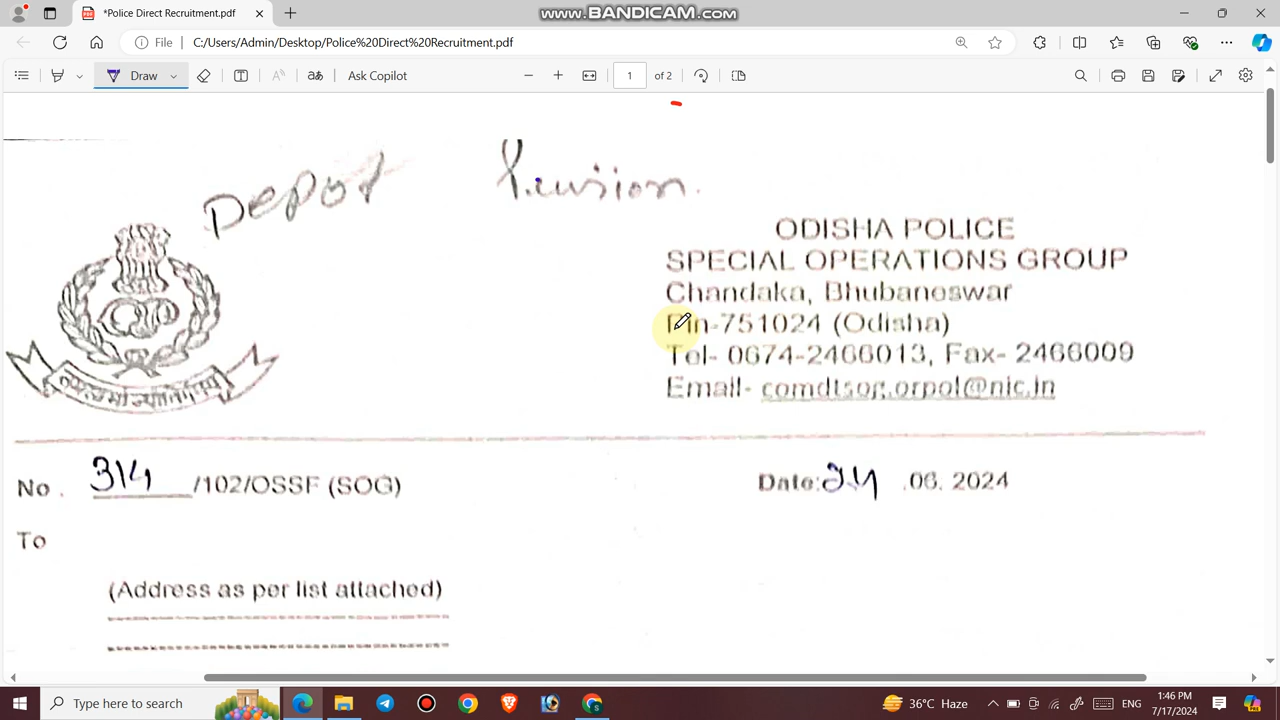 WWW.BANDICAM.COM
*Police Direct Recruitment.pdf
File
C:/Users/Admin/Desktop/Police%20Direct%20Recruitment.pdf
Draw
Ask Copilot
1 of 2
DEPOT Pension.
ODISHA POLICE
SPECIAL OPERATIONS GROUP
Chandaka, Bhubaneswar
Pin-751024 (Odisha)
Tel- 0674-2466013, Fax- 2466009
Email- comdtsog.orpol@nic.in
No. 314 /102/OSSF (SOG)
Date: 24 .06. 2024
To
(Address as per list attached)
Type here to search
36°C Haze
1:46 PM
7/17/2024